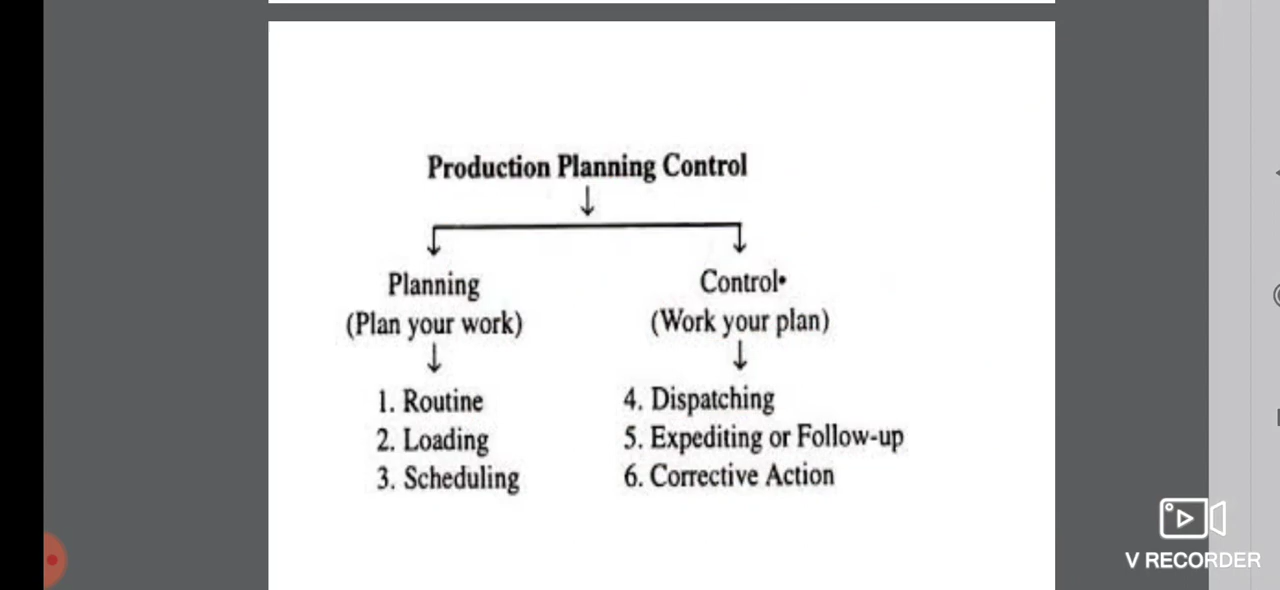 Production Planning Control
Planning
(Plan your work)
1. Routine
2. Loading
3. Scheduling
Control•
(Work your plan)
4. Dispatching
5. Expediting or Follow-up
6. Corrective Action
V RECORDER